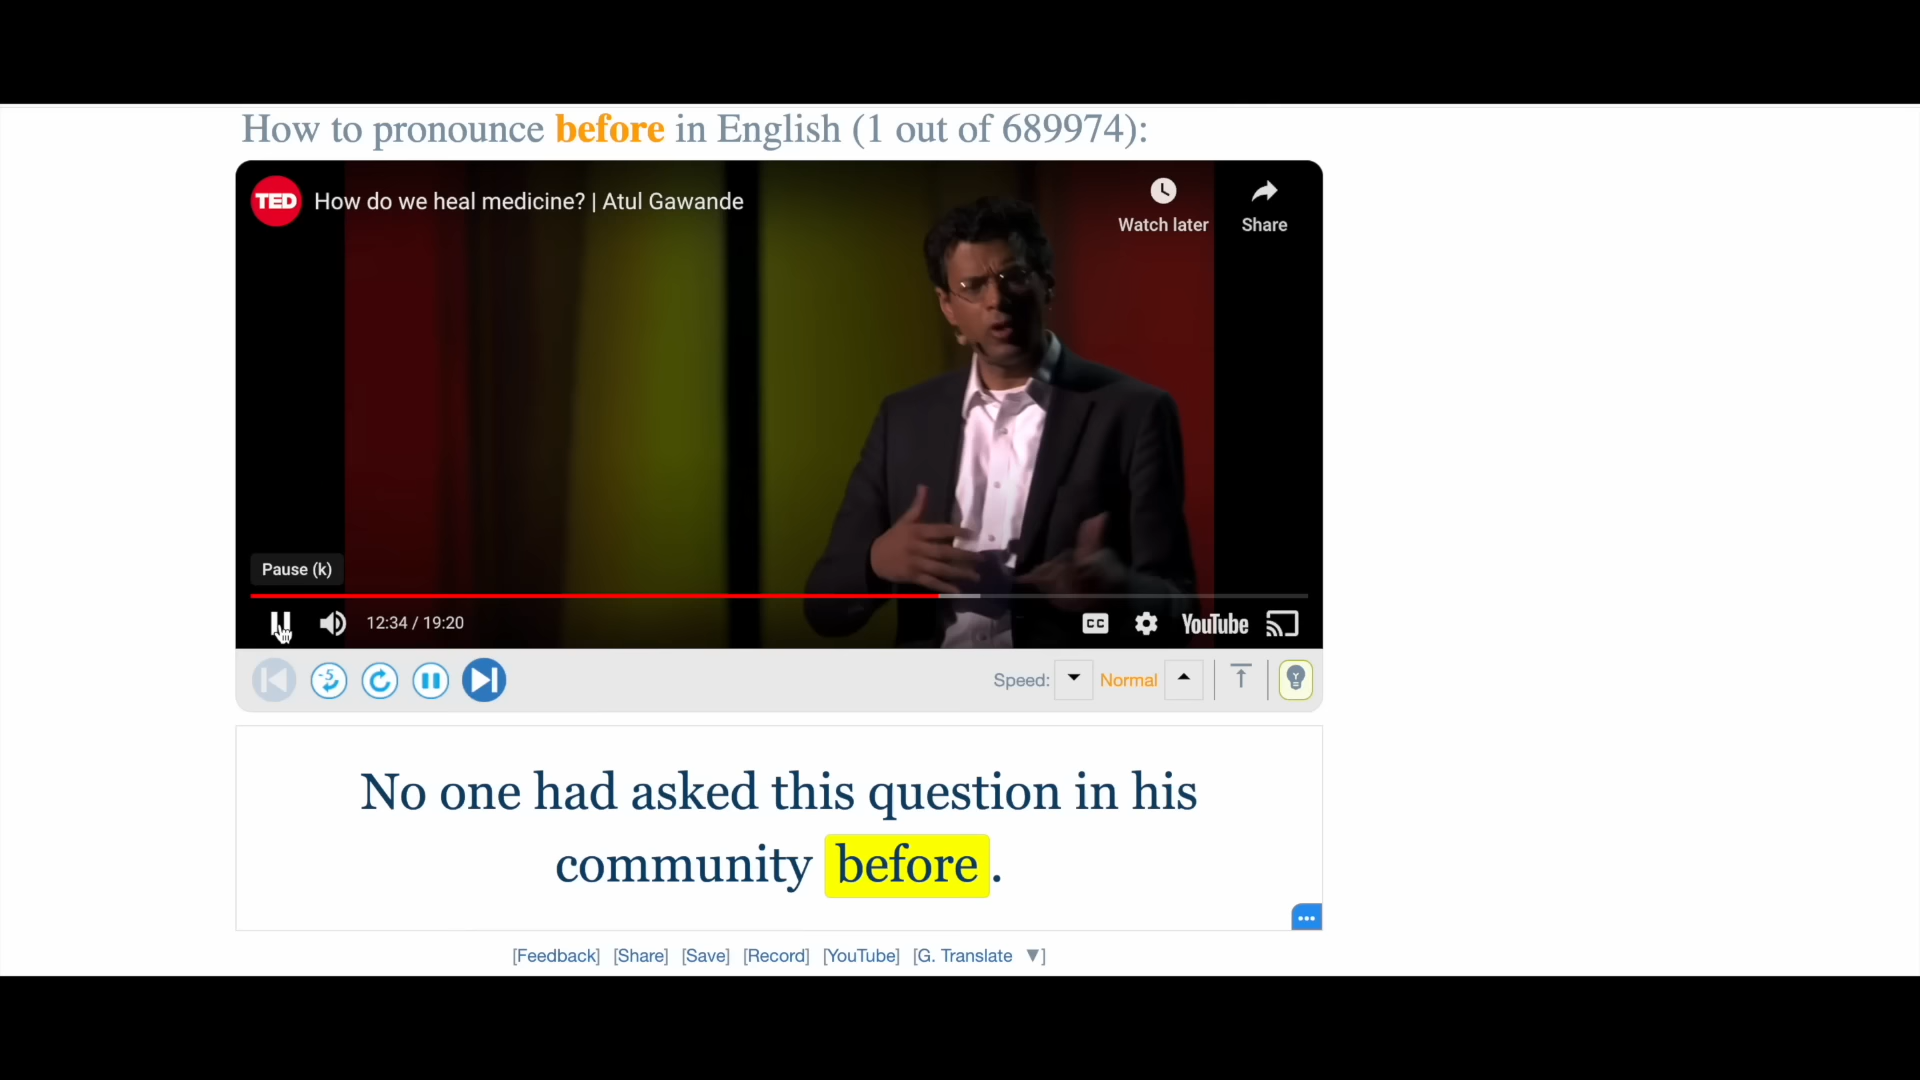 How to pronounce before in English (1 out of 689974):
TED
How do we heal medicine? | Atul Gawande
Watch later
Share
Pause (k)
12:34 / 19:20
CC
YouTube
-5
Speed:
Normal
No one had asked this question in his
community before.
[Feedback] [Share] [Save] [Record] [YouTube] [G. Translate ▼]